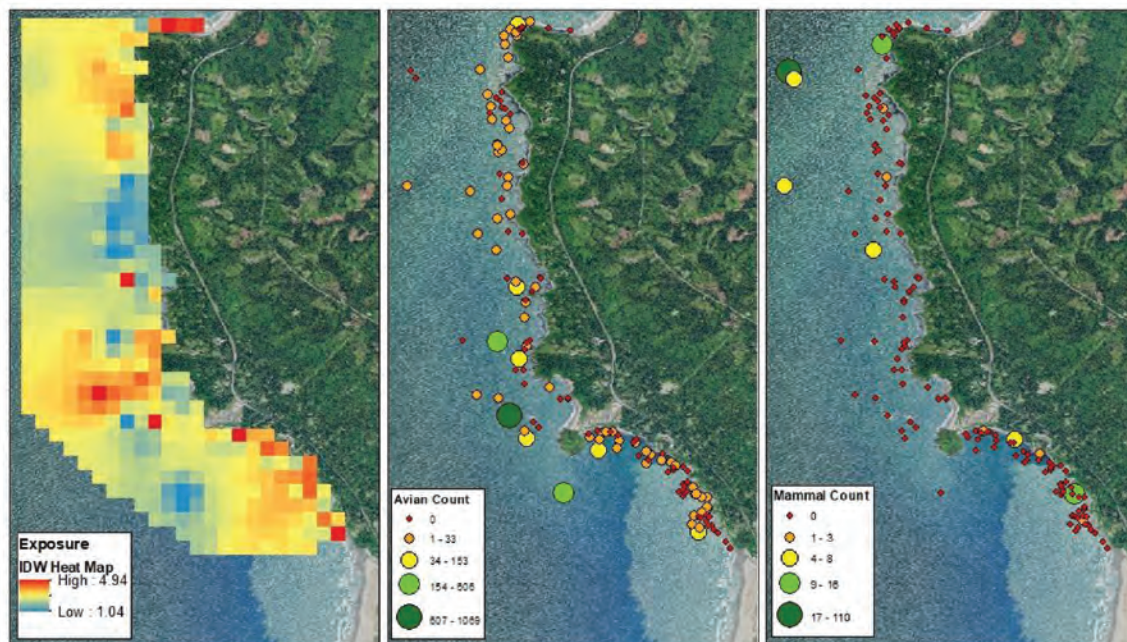 Exposure
IDW Heat Map
High : 4.94
Low : 1.04
Avian Count
0
1 - 33
34 - 153
154 - 606
607 - 1069
Mammal Count
0
1 - 3
4 - 8
9 - 16
17 - 110